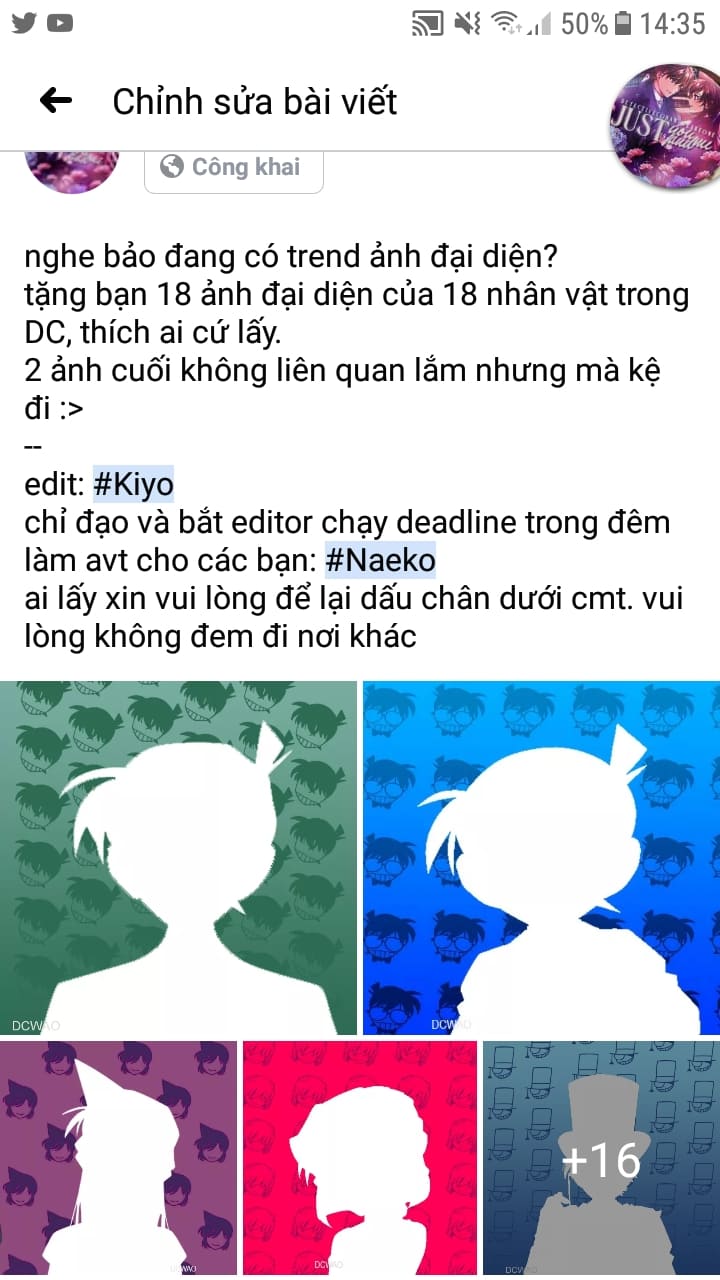 50% 14:35
Chỉnh sửa bài viết
JUST
Công khai
nghe bảo đang có trend ảnh đại diện?
tặng bạn 18 ảnh đại diện của 18 nhân vật trong
DC, thích ai cứ lấy.
2 ảnh cuối không liên quan lắm nhưng mà kệ
đi :>
--
edit: #Kiyo
chỉ đạo và bắt editor chạy deadline trong đêm
làm avt cho các bạn: #Naeko
ai lấy xin vui lòng để lại dấu chân dưới cmt. vui
lòng không đem đi nơi khác
DCWAO
DCWAO
+16
DCWAO
DCWAO
DCWAO